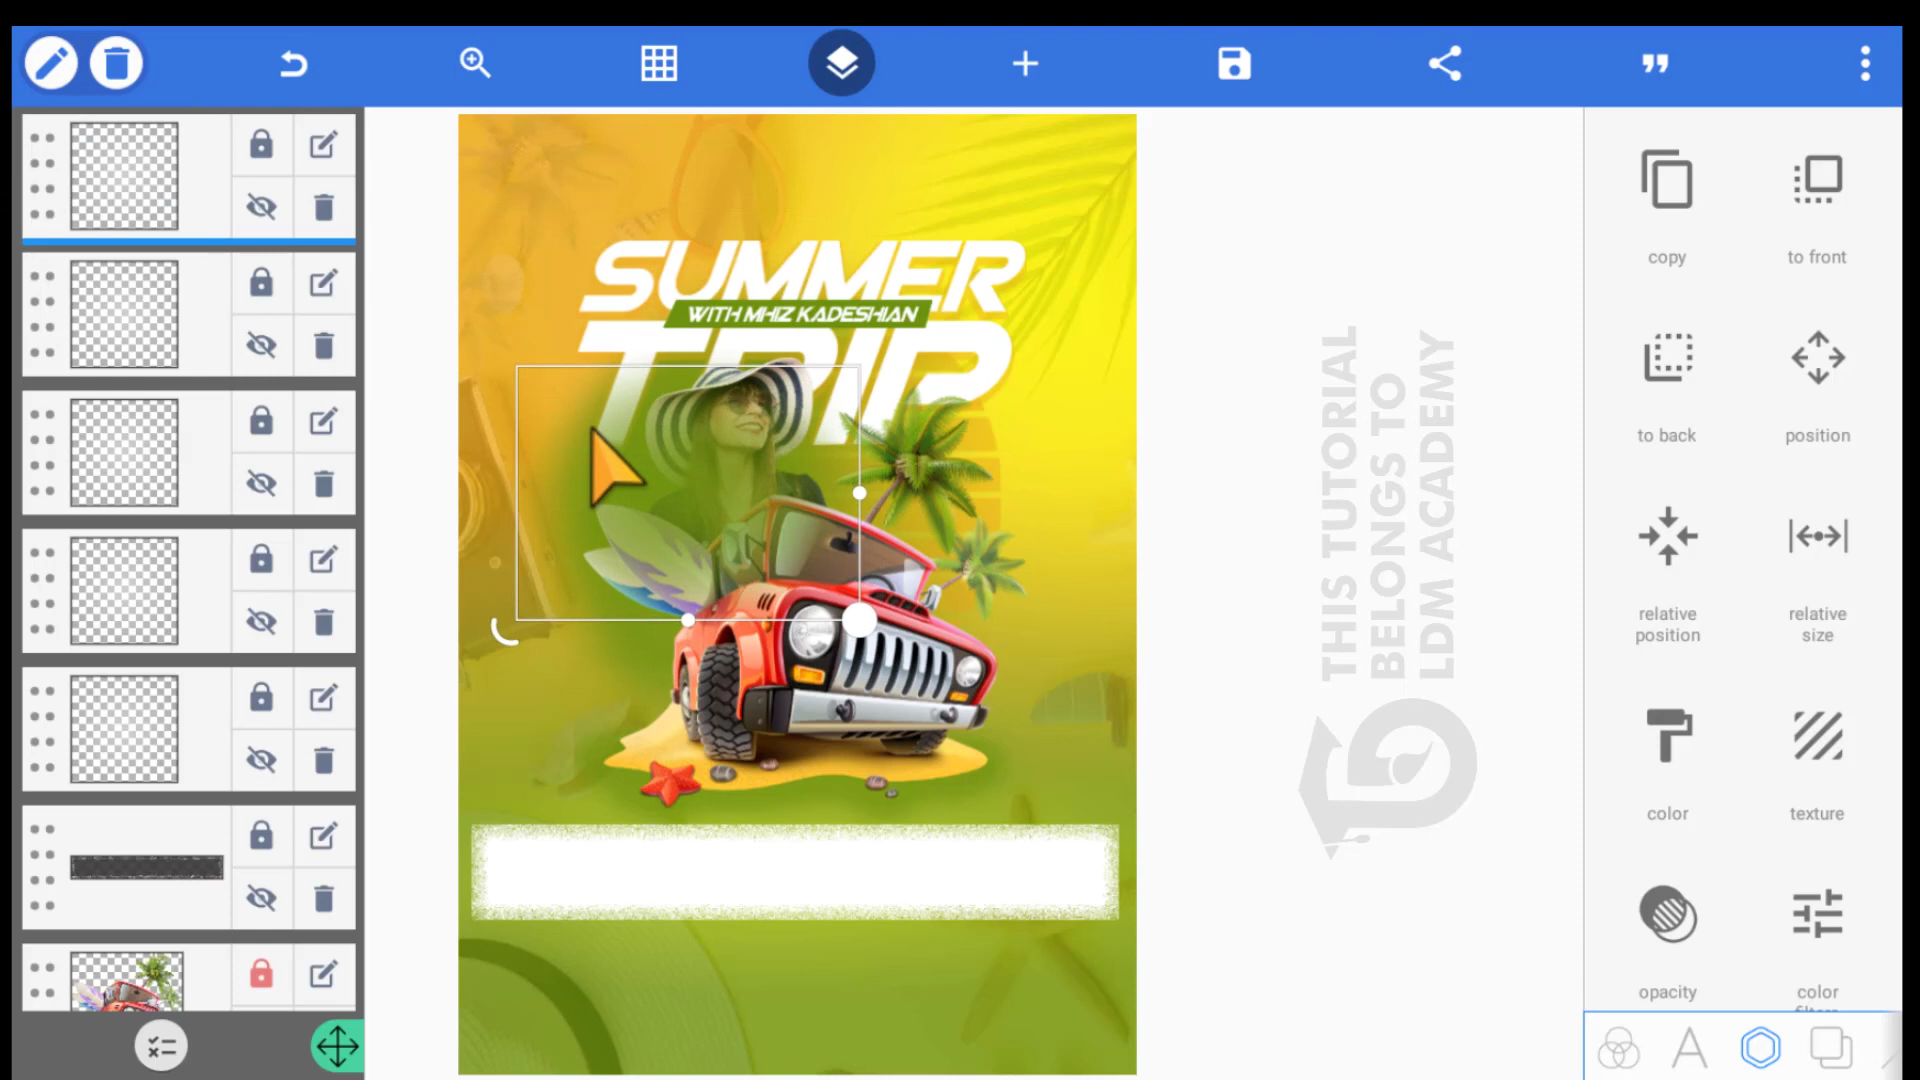 SUMMER
WITH MHIZ KADESHIAN
TRIP
THIS TUTORIAL
BELONGS TO
LDM ACADEMY
copy
to front
to back
position
relative
position
relative
size
color
texture
opacity
color
filters